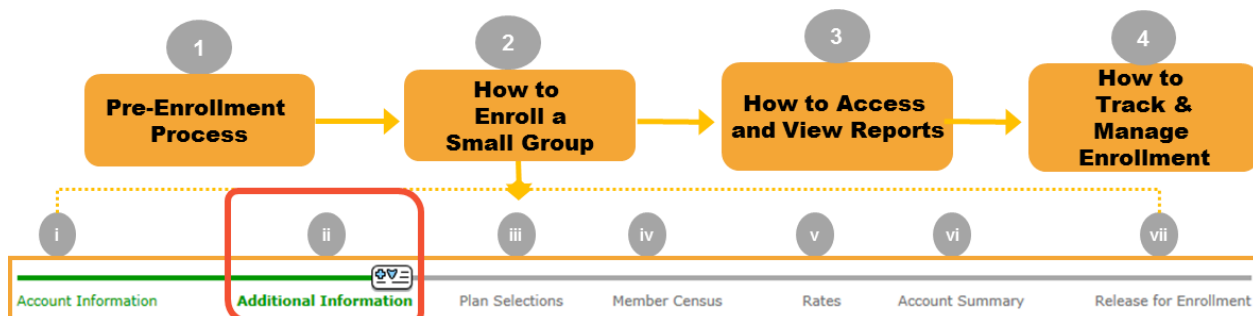 1
Pre-Enrollment
Process
2
How to
Enroll a
Small Group
3
How to Access
and View Reports
4
How to
Track &
Manage
Enrollment
i
ii
iii
iv
v
vi
vii
Account Information
Additional Information
Plan Selections
Member Census
Rates
Account Summary
Release for Enrollment